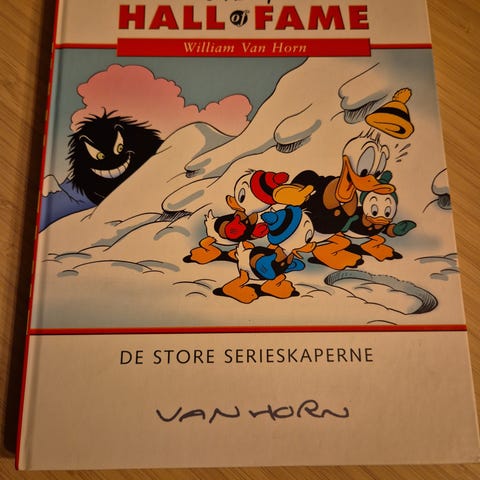 HALL of FAME
William Van Horn
DE STORE SERIESKAPERNE
VAN HORN